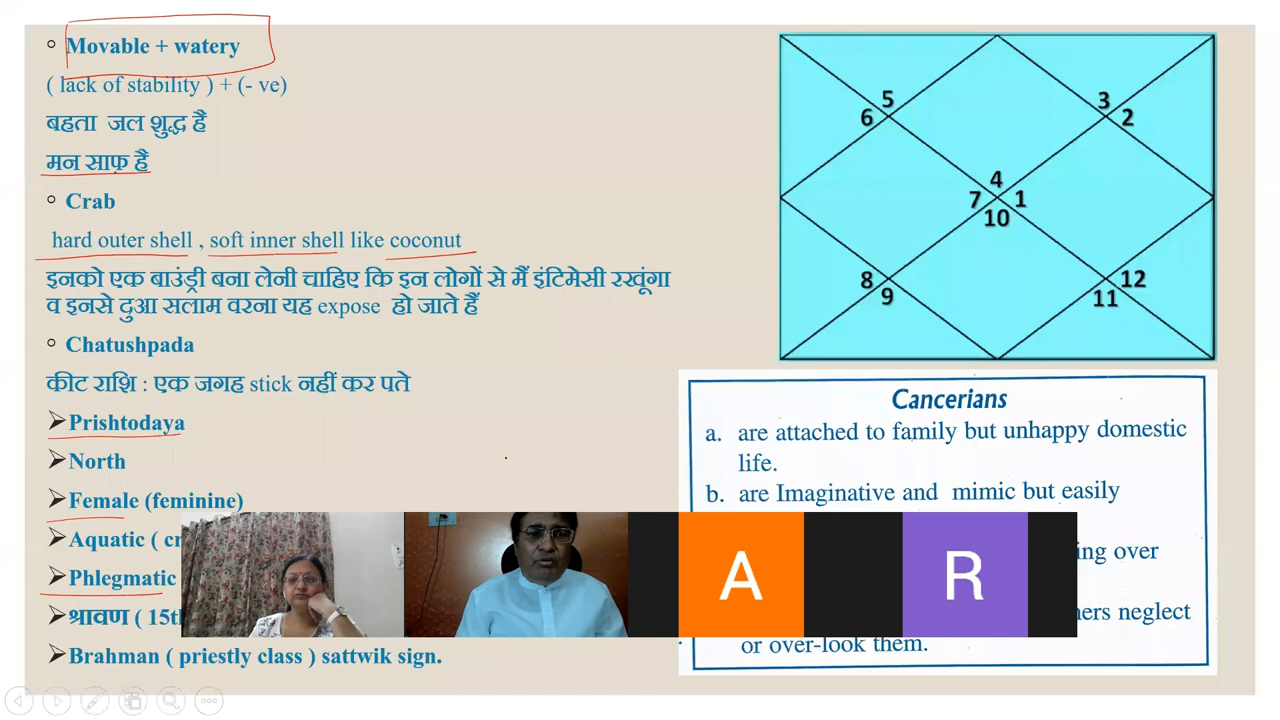 Movable + watery
( lack of stability ) + (- ve)
बहता जल शुद्ध है
मन साफ़ है
Crab
hard outer shell , soft inner shell like coconut
इनको एक बाउंड्री बना लेनी चाहिए कि इन लोगों से मैं इंटिमेसी रखूंगा
व इनसे दुआ सलाम वरना यह expose हो जाते हैं
Chatushpada
कीट राशि : एक जगह stick नहीं कर पते
Prishtodaya
North
Female (feminine)
Aquatic ( cr
Phlegmatic
श्रावण ( 15t
Brahman ( priestly class ) sattwik sign.
5
6
3
2
4
7
1
10
8
9
12
11
Cancerians
a. are attached to family but unhappy domestic
life.
b. are Imaginative and mimic but easily
ing over
hers neglect
or over-look them.
A
R